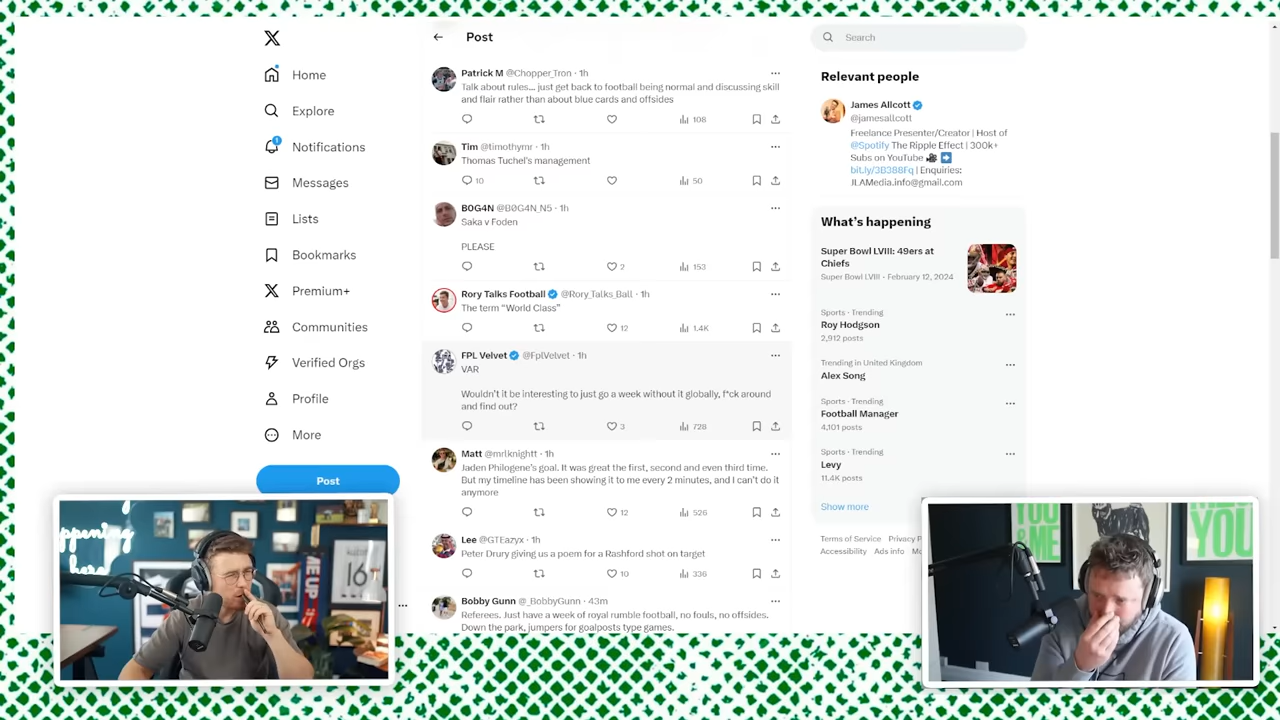 Home
Explore
1
Notifications
Messages
Lists
Bookmarks
Premium+
Communities
Verified Orgs
Profile
More
Post
Post
Patrick M @Chopper_Tron · 1h
Talk about rules.... just get back to football being normal and discussing skill
and flair rather than about blue cards and offsides
108
Tim @timothymr · 1h
Thomas Tuchel's management
10
50
B0G4N @B0G4N_N5 · 1h
Saka v Foden
PLEASE
2
153
Rory Talks Football @Rory_Talks_Ball · 1h
The term “World Class”
12
1.4K
FPL Velvet @FplVelvet · 1h
VAR
Wouldn't it be interesting to just go a week without it globally, f*ck around
and find out?
3
728
Matt @mrlknightt · 1h
Jaden Philogene's goal. It was great the first, second and even third time.
But my timeline has been showing it to me every 2 minutes, and I can't do it
anymore
12
526
Lee @GTEazyx · 1h
Peter Drury giving us a poem for a Rashford shot on target
10
336
Bobby Gunn @_BobbyGunn · 43m
Referees. Just have a week of royal rumble football, no fouls, no offsides.
Down the park, jumpers for goalposts type games.
Search
Relevant people
James Allcott
@jamesallcott
Freelance Presenter/Creator | Host of
@Spotify The Ripple Effect | 300k+
Subs on YouTube
bit.ly/3B388Fq | Enquiries:
JLAMedia.info@gmail.com
What's happening
Super Bowl LVIII: 49ers at
Chiefs
Super Bowl LVIII · February 12, 2024
Sports · Trending
Roy Hodgson
2,912 posts
Trending in United Kingdom
Alex Song
Sports · Trending
Football Manager
4,101 posts
Sports · Trending
Levy
11.4K posts
Show more
Terms of Service Privacy P
Accessibility Ads info Mo
ppening
here
16
YOU
ME
YOU